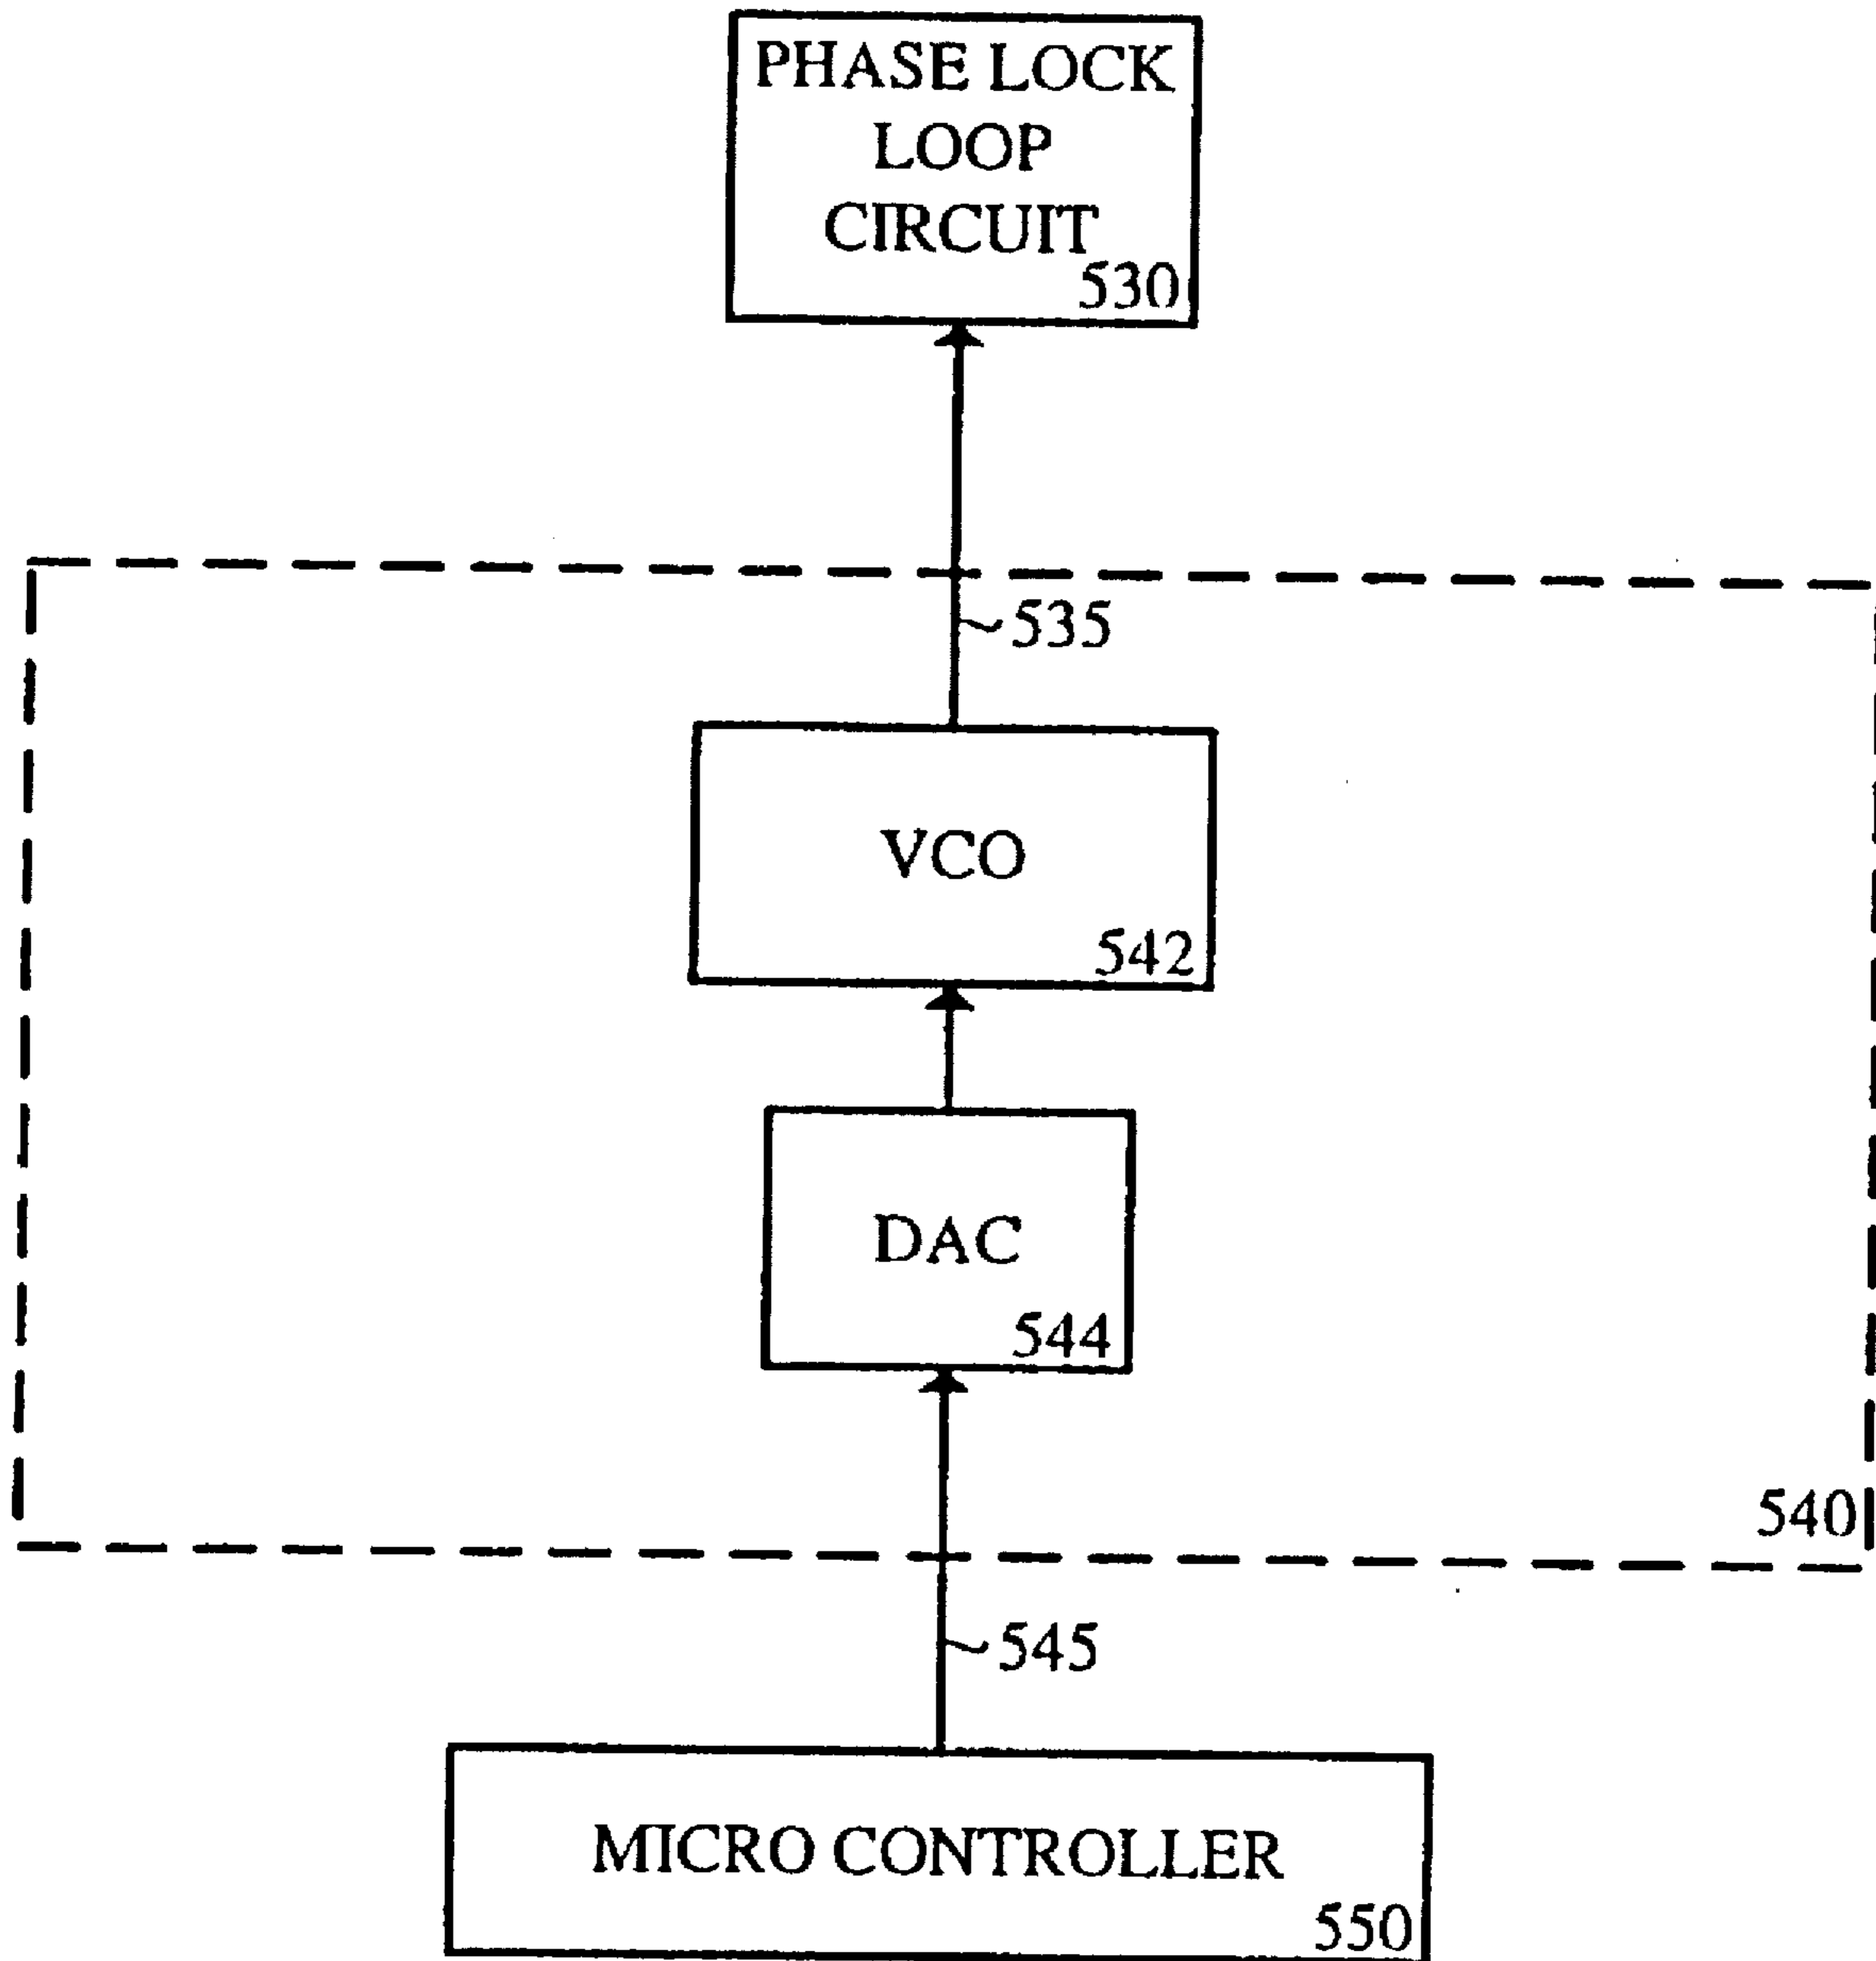 PHASE LOCK
LOOP
CIRCUIT
530
535
VCO
542
DAC
544
540
545
MICRO CONTROLLER
550